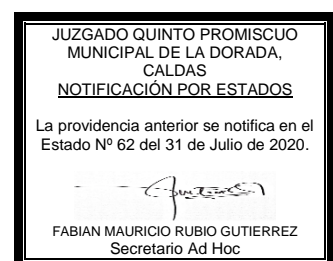 JUZGADO QUINTO PROMISCUO
MUNICIPAL DE LA DORADA,
CALDAS
NOTIFICACIÓN POR ESTADOS
La providencia anterior se notifica en el
Estado Nº 62 del 31 de Julio de 2020.
FABIAN MAURICIO RUBIO GUTIERREZ
Secretario Ad Hoc